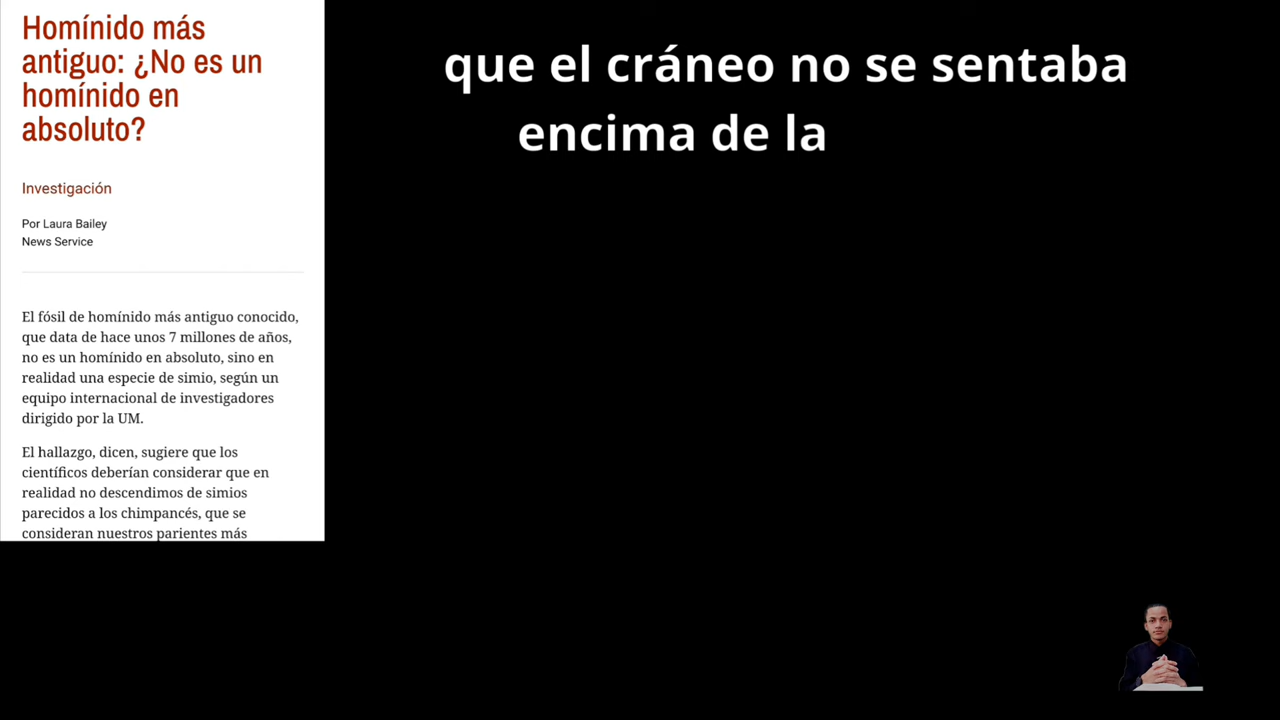 Homínido más
antiguo: ¿No es un
homínido en
absoluto?
Investigación
Por Laura Bailey
News Service
El fósil de homínido más antiguo conocido,
que data de hace unos 7 millones de años,
no es un homínido en absoluto, sino en
realidad una especie de simio, según un
equipo internacional de investigadores
dirigido por la UM.
El hallazgo, dicen, sugiere que los
científicos deberían considerar que en
realidad no descendimos de simios
parecidos a los chimpancés, que se
consideran nuestros parientes más
que el cráneo no se sentaba
encima de la